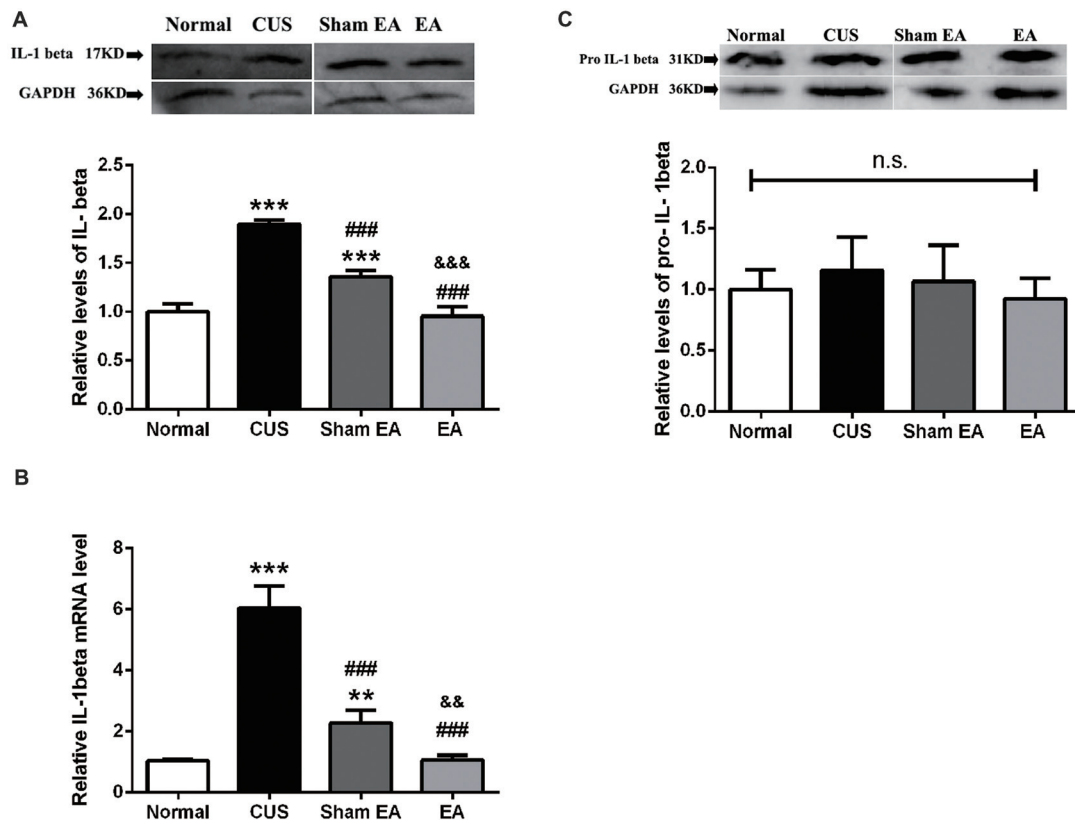 A
Normal CUS Sham EA EA
IL-1 beta 17KD
GAPDH 36KD
Relative levels of IL- beta
2.5
2.0
1.5
1.0
0.5
0.0
***
###
***
&&&
###
Normal CUS Sham EA EA
C
Normal CUS Sham EA EA
Pro IL-1 beta 31KD
GAPDH 36KD
Relative levels of pro- IL- 1beta
2.0
1.5
1.0
0.5
0.0
n.s.
Normal CUS Sham EA EA
B
Relative IL-1beta mRNA level
8
6
4
2
0
***
###
**
&&
###
Normal CUS Sham EA EA